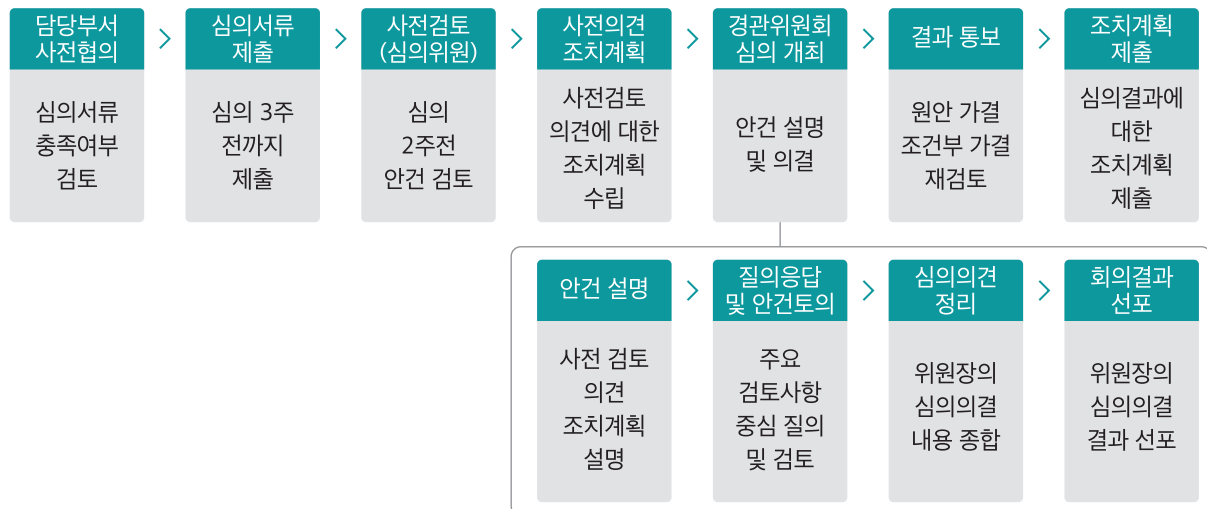 담당부서
사전협의
심의서류
충족여부
검토
심의서류
제출
심의 3주
전까지
제출
사전검토
(심의위원)
심의
2주전
안건 검토
사전의견
조치계획
사전검토
의견에 대한
조치계획
수립
경관위원회
심의 개최
안건 설명
및 의결
결과 통보
원안 가결
조건부 가결
재검토
조치계획
제출
심의결과에
대한
조치계획
제출
안건 설명
사전 검토
의견
조치계획
설명
질의응답
및 안건토의
주요
검토사항
중심 질의
및 검토
심의의견
정리
위원장의
심의의결
내용 종합
회의결과
선포
위원장의
심의의결
결과 선포